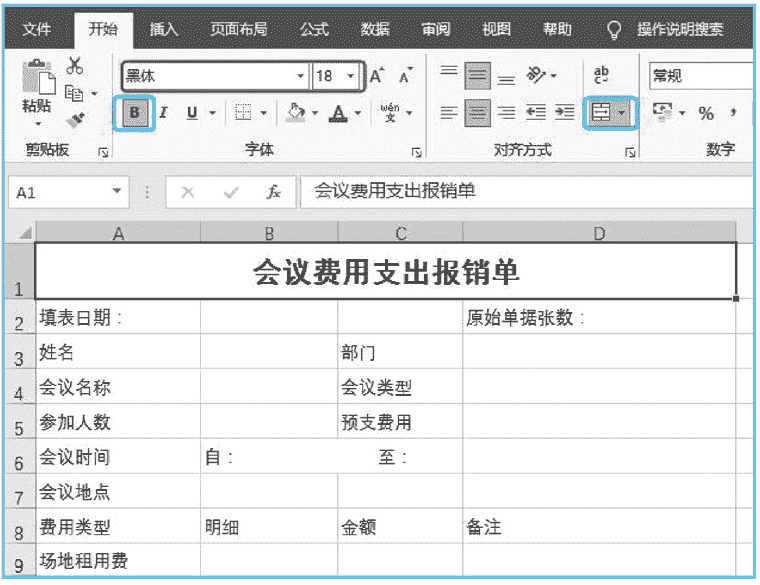 文件 开始 插入 页面布局 公式 数据 审阅 视图 帮助 操作说明搜索
黑体 18 A A ab 常规
粘贴 B I U A wén 文 % ,
剪贴板 字体 对齐方式 数字
A1 fx 会议费用支出报销单
A B C D
1 会议费用支出报销单
2 填表日期： 原始单据张数：
3 姓名 部门
4 会议名称 会议类型
5 参加人数 预支费用
6 会议时间 自： 至：
7 会议地点
8 费用类型 明细 金额 备注
9 场地租用费